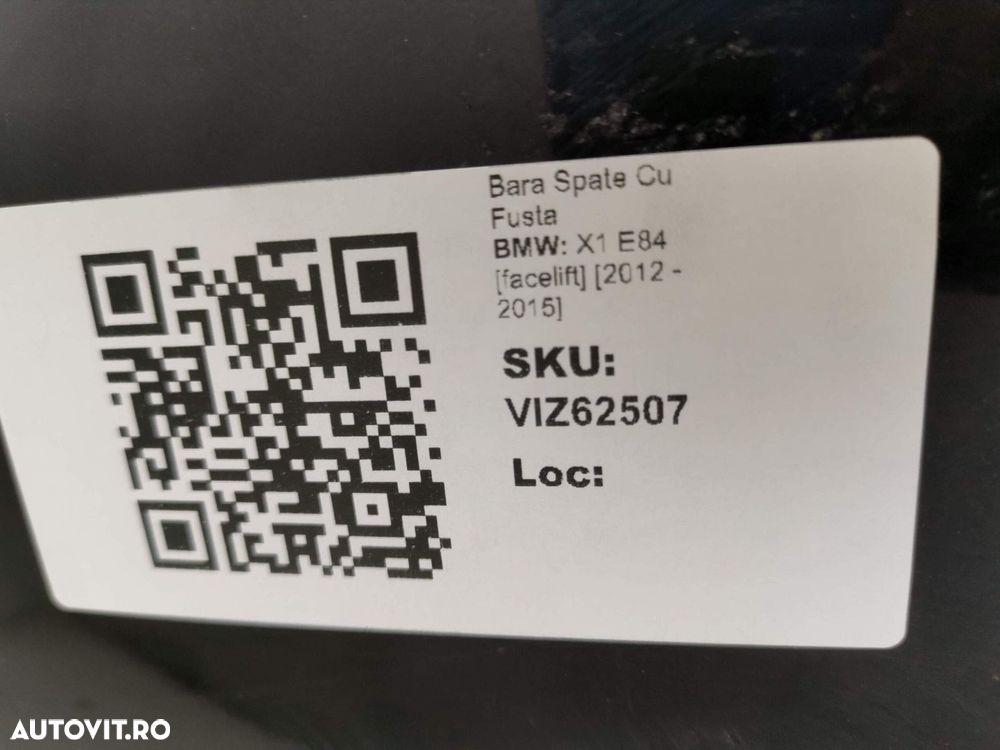 Bara Spate Cu
Fusta
BMW: X1 E84
[facelift] [2012 -
2015]
SKU:
VIZ62507
Loc:
AUTOVIT.RO